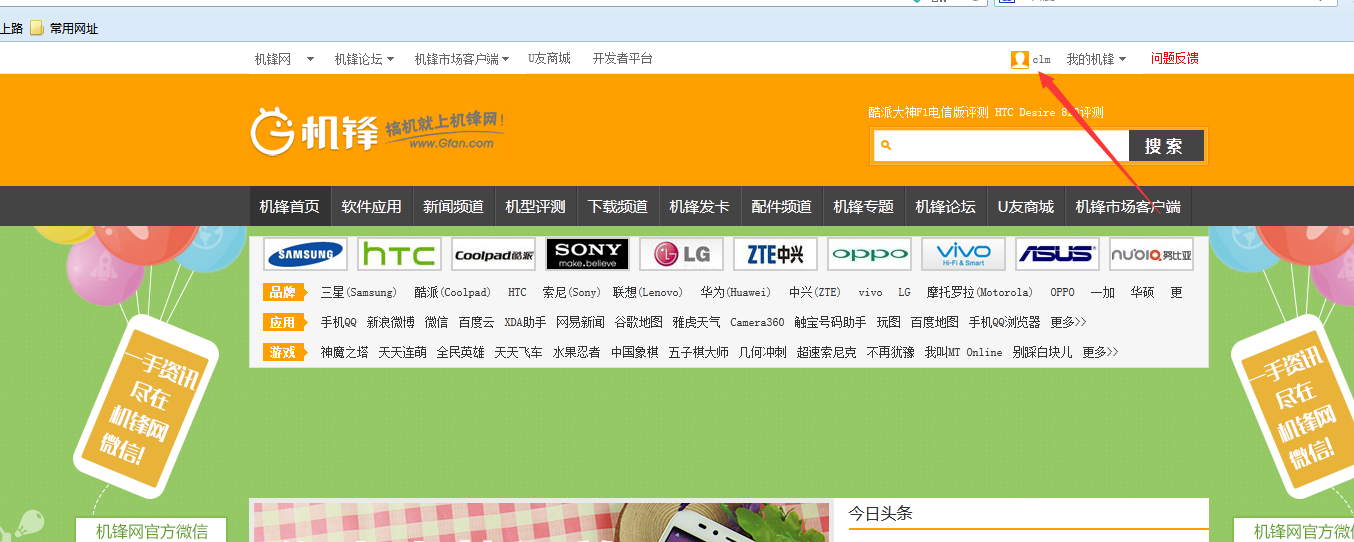 上路 常用网址
机锋网 机锋论坛 机锋市场客户端 U友商城 开发者平台 clm 我的机锋 问题反馈
机锋 搞机就上机锋网!
www.Gfan.com
酷派大神F1电信版评测 HTC Desire 评测
搜索
机锋首页 软件应用 新闻频道 机型评测 下载频道 机锋发卡 配件频道 机锋专题 机锋论坛 U友商城 机锋市场客户端
SAMSUNG hTC Coolpad酷派 SONY make.believe LG ZTE中兴 oppo vivo Hi-Fi & Smart ASUS nubia 努比亚
品牌 三星(Samsung) 酷派(Coolpad) HTC 索尼(Sony) 联想(Lenovo) 华为(Huawei) 中兴(ZTE) vivo LG 摩托罗拉(Motorola) OPPO 一加 华硕 更
应用 手机QQ 新浪微博 微信 百度云 XDA助手 网易新闻 谷歌地图 雅虎天气 Camera360 触宝号码助手 玩图 百度地图 手机QQ浏览器 更多>>
游戏 神魔之塔 天天连萌 全民英雄 天天飞车 水果忍者 中国象棋 五子棋大师 几何冲刺 超速索尼克 不再犹豫 我叫MT Online 别踩白块儿 更多>>
一手资讯
尽在
机锋网
微信!
一手资讯
尽在
机锋网
微信!
今日头条
机锋网官方微信
机锋网官方微信